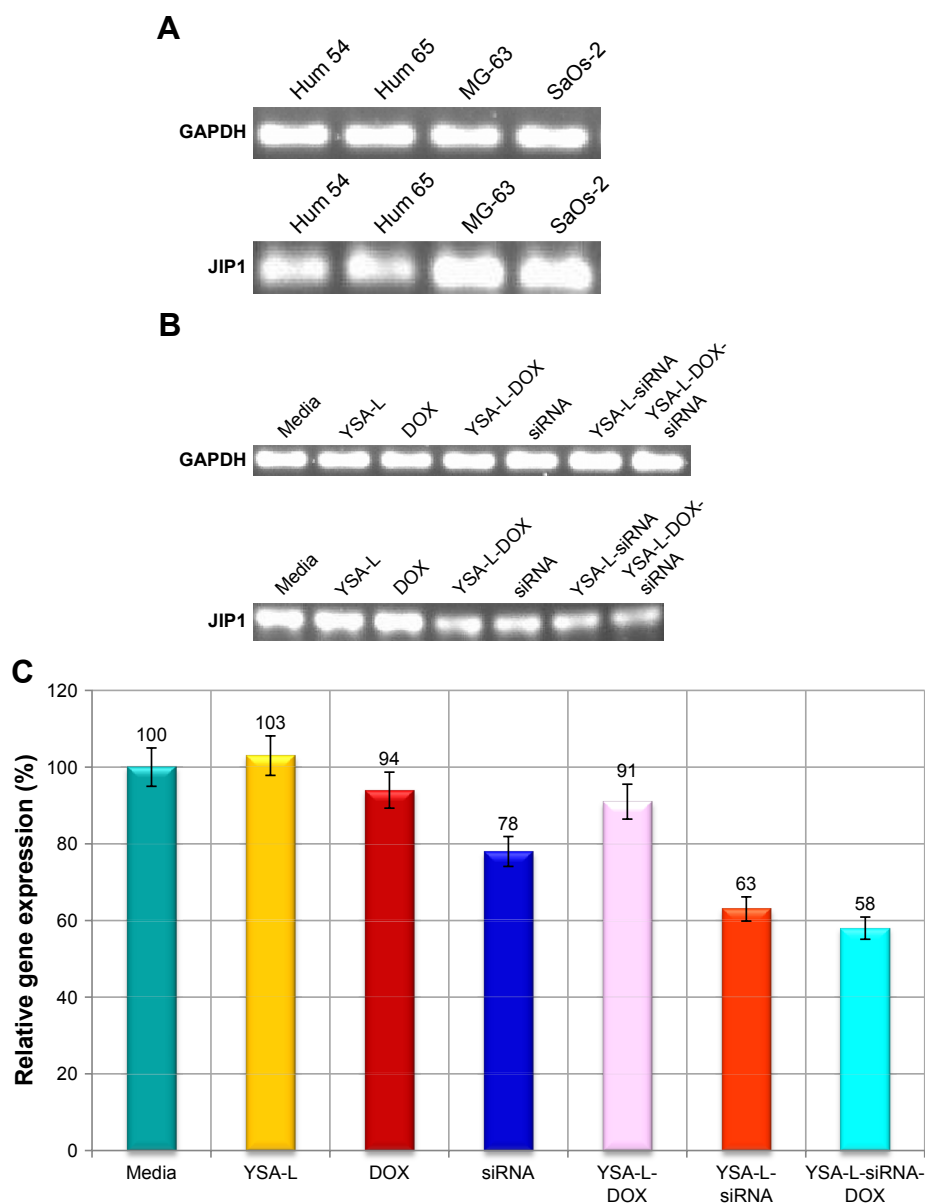 A
Hum 54
Hum 65
MG-63
SaOs-2
GAPDH
Hum 54
Hum 65
MG-63
SaOs-2
JIP1
B
Media
YSA-L
DOX
YSA-L-DOX
siRNA
YSA-L-siRNA
YSA-L-DOX-
siRNA
GAPDH
Media
YSA-L
DOX
YSA-L-DOX
siRNA
YSA-L-siRNA
YSA-L-DOX-
siRNA
JIP1
C
Relative gene expression (%)
120
100
80
60
40
20
0
100
103
94
78
91
63
58
Media
YSA-L
DOX
siRNA
YSA-L-
DOX
YSA-L-
siRNA
YSA-L-siRNA-
DOX